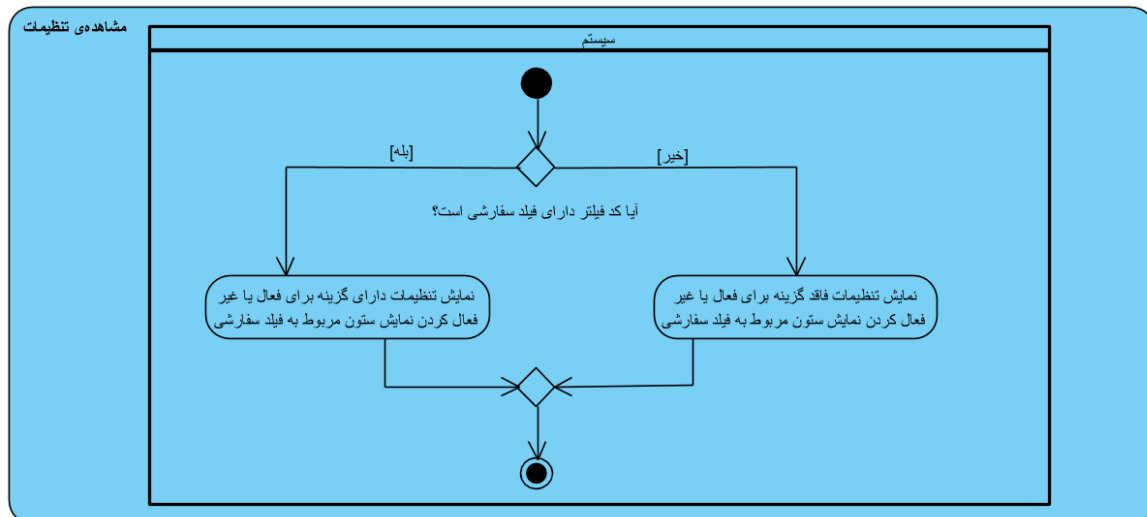 مشاهده‌ی تنظیمات
سیستم
[خیر]
[بله]
آیا کد فیلتر دارای فیلد سفارشی است؟
نمایش تنظیمات فاقد گزینه برای فعال یا غیر
فعال کردن نمایش ستون مربوط به فیلد سفارشی
نمایش تنظیمات دارای گزینه برای فعال یا غیر
فعال کردن نمایش ستون مربوط به فیلد سفارشی